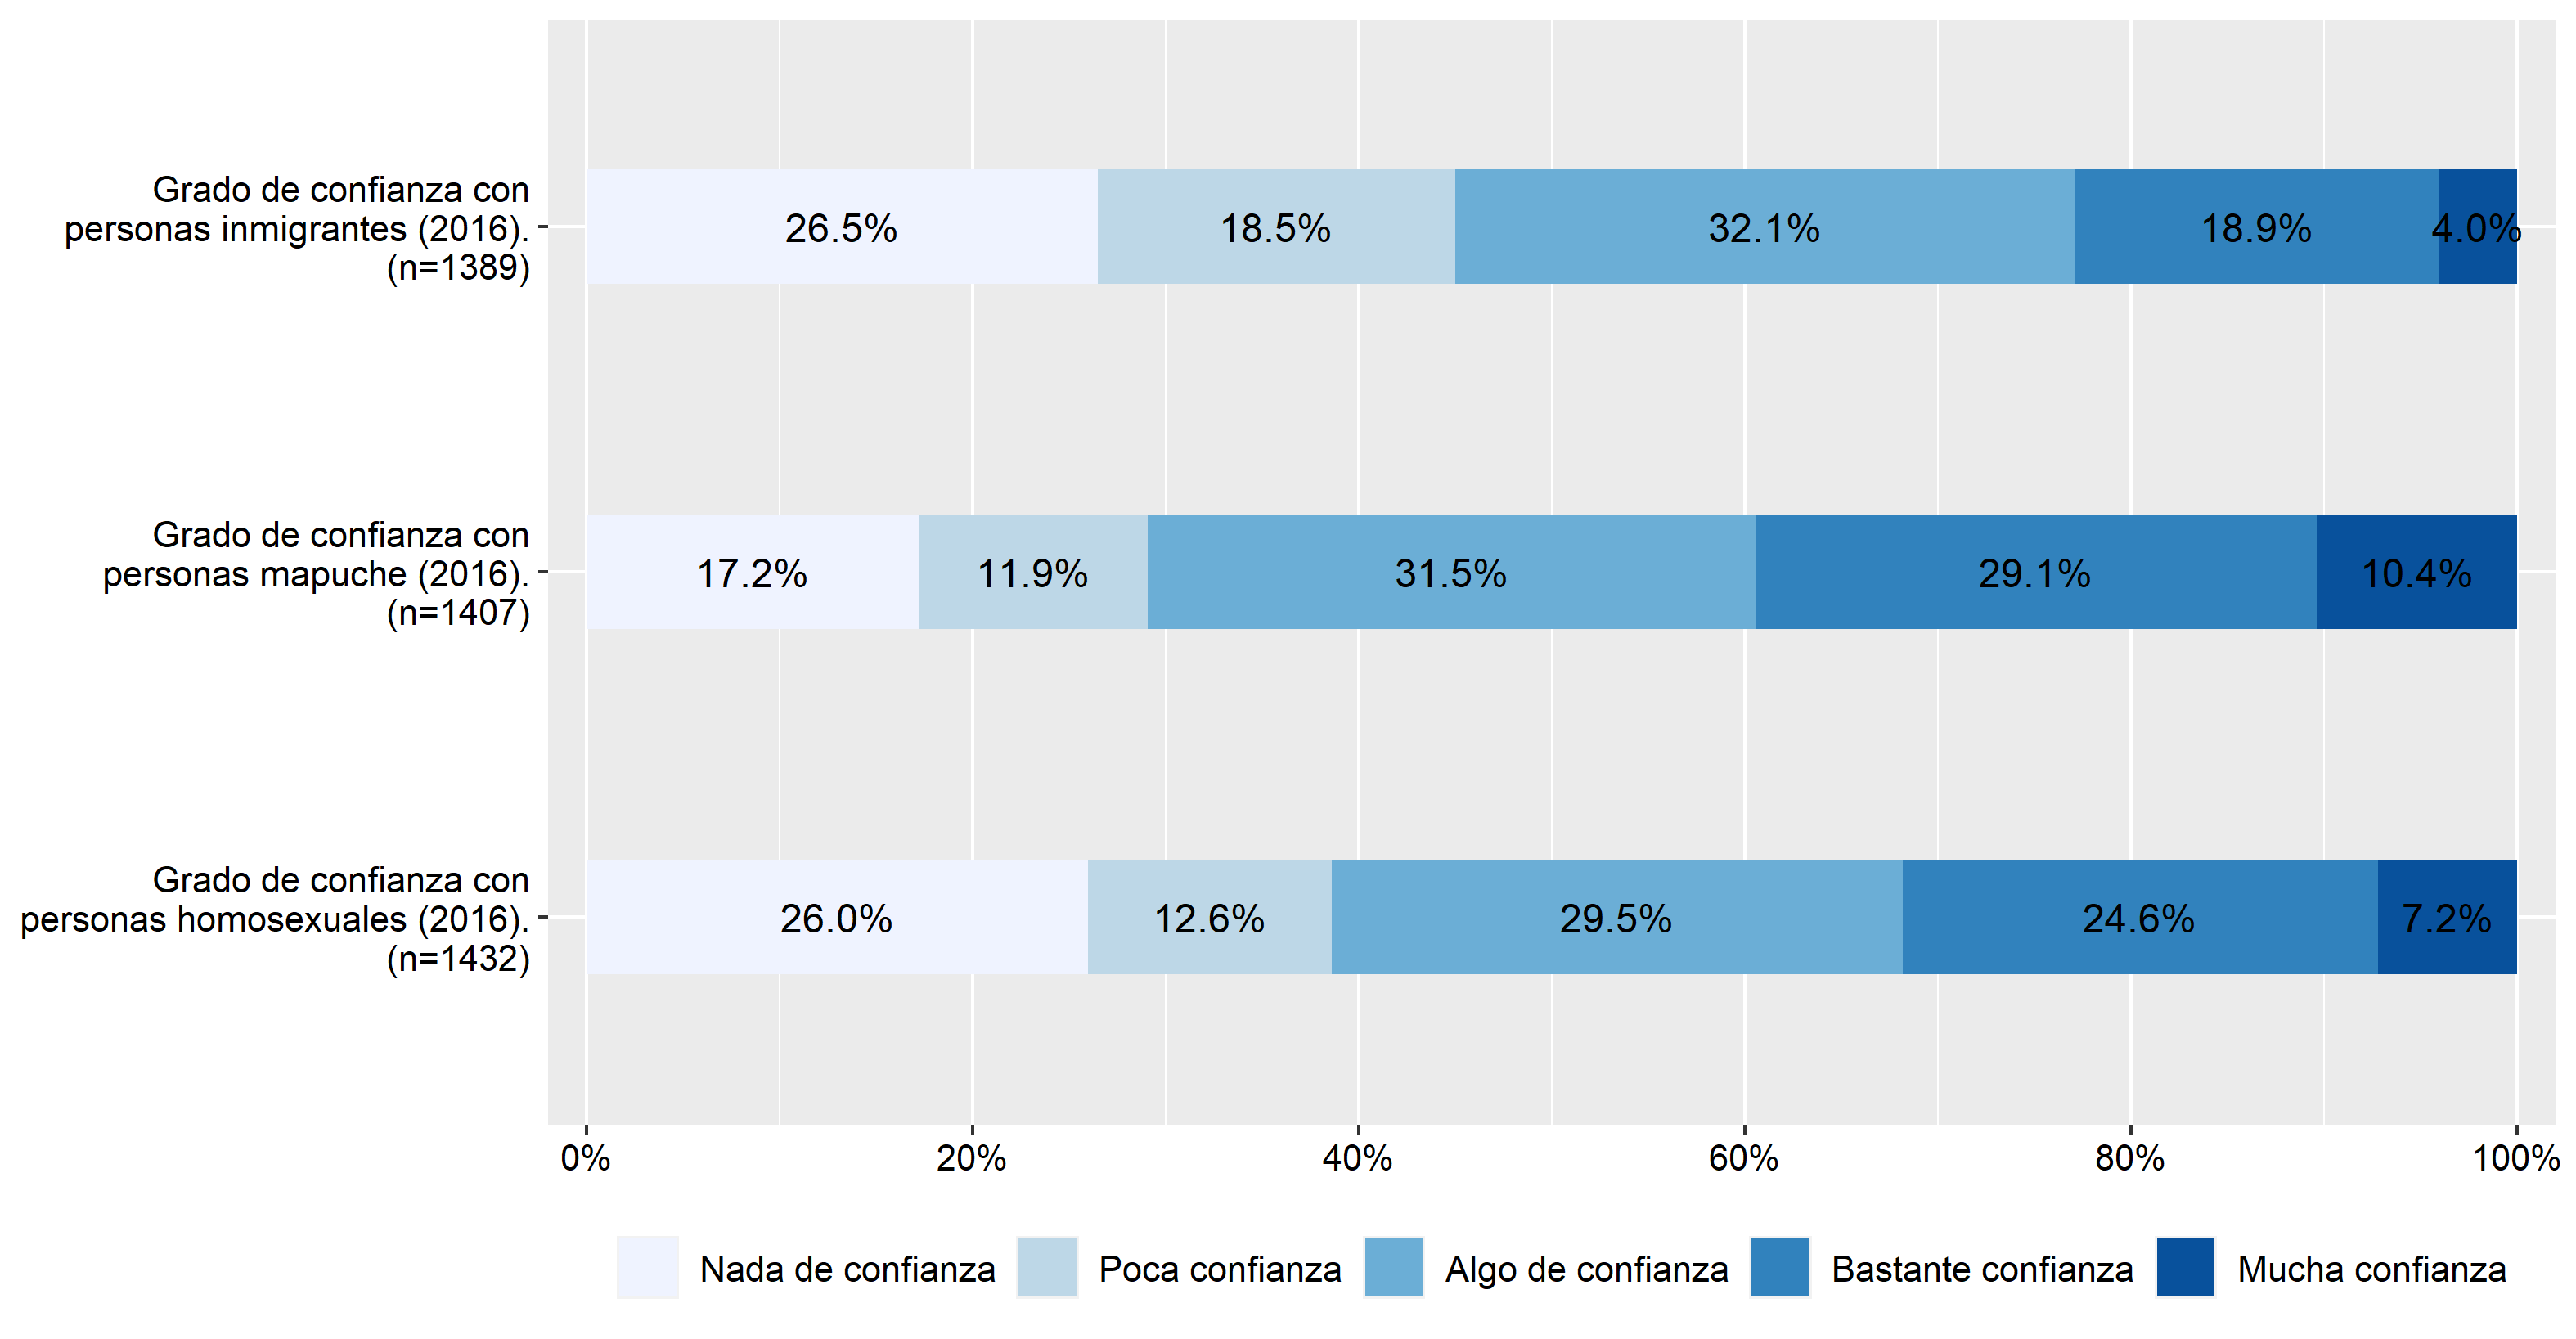 Grado de confianza con
personas inmigrantes (2016).
(n=1389)
26.5% 18.5% 32.1% 18.9% 4.0%
Grado de confianza con
personas mapuche (2016).
(n=1407)
17.2% 11.9% 31.5% 29.1% 10.4%
Grado de confianza con
personas homosexuales (2016).
(n=1432)
26.0% 12.6% 29.5% 24.6% 7.2%
0% 20% 40% 60% 80% 100%
Nada de confianza Poca confianza Algo de confianza Bastante confianza Mucha confianza